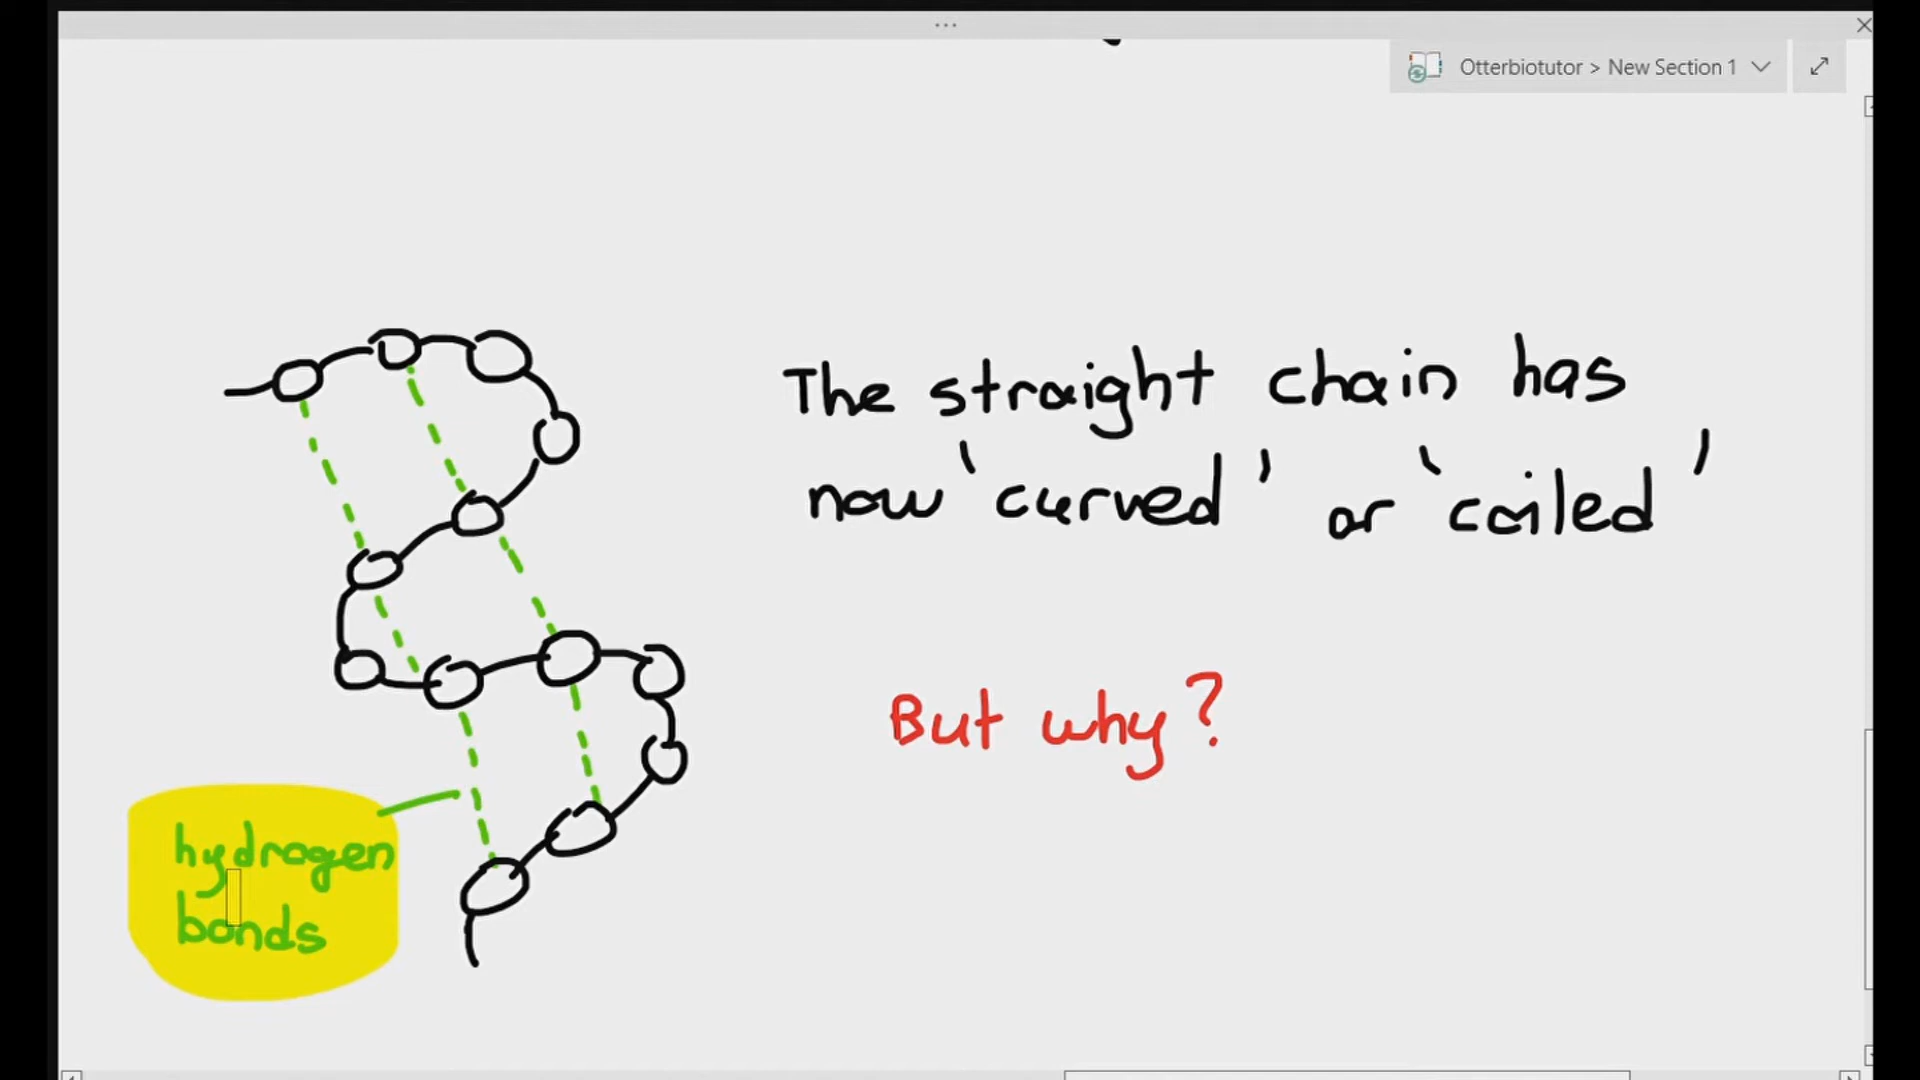 Otterbiotutor > New Section 1
The straight chain has
now 'curved' or 'coiled'
But why?
hydrogen
bonds